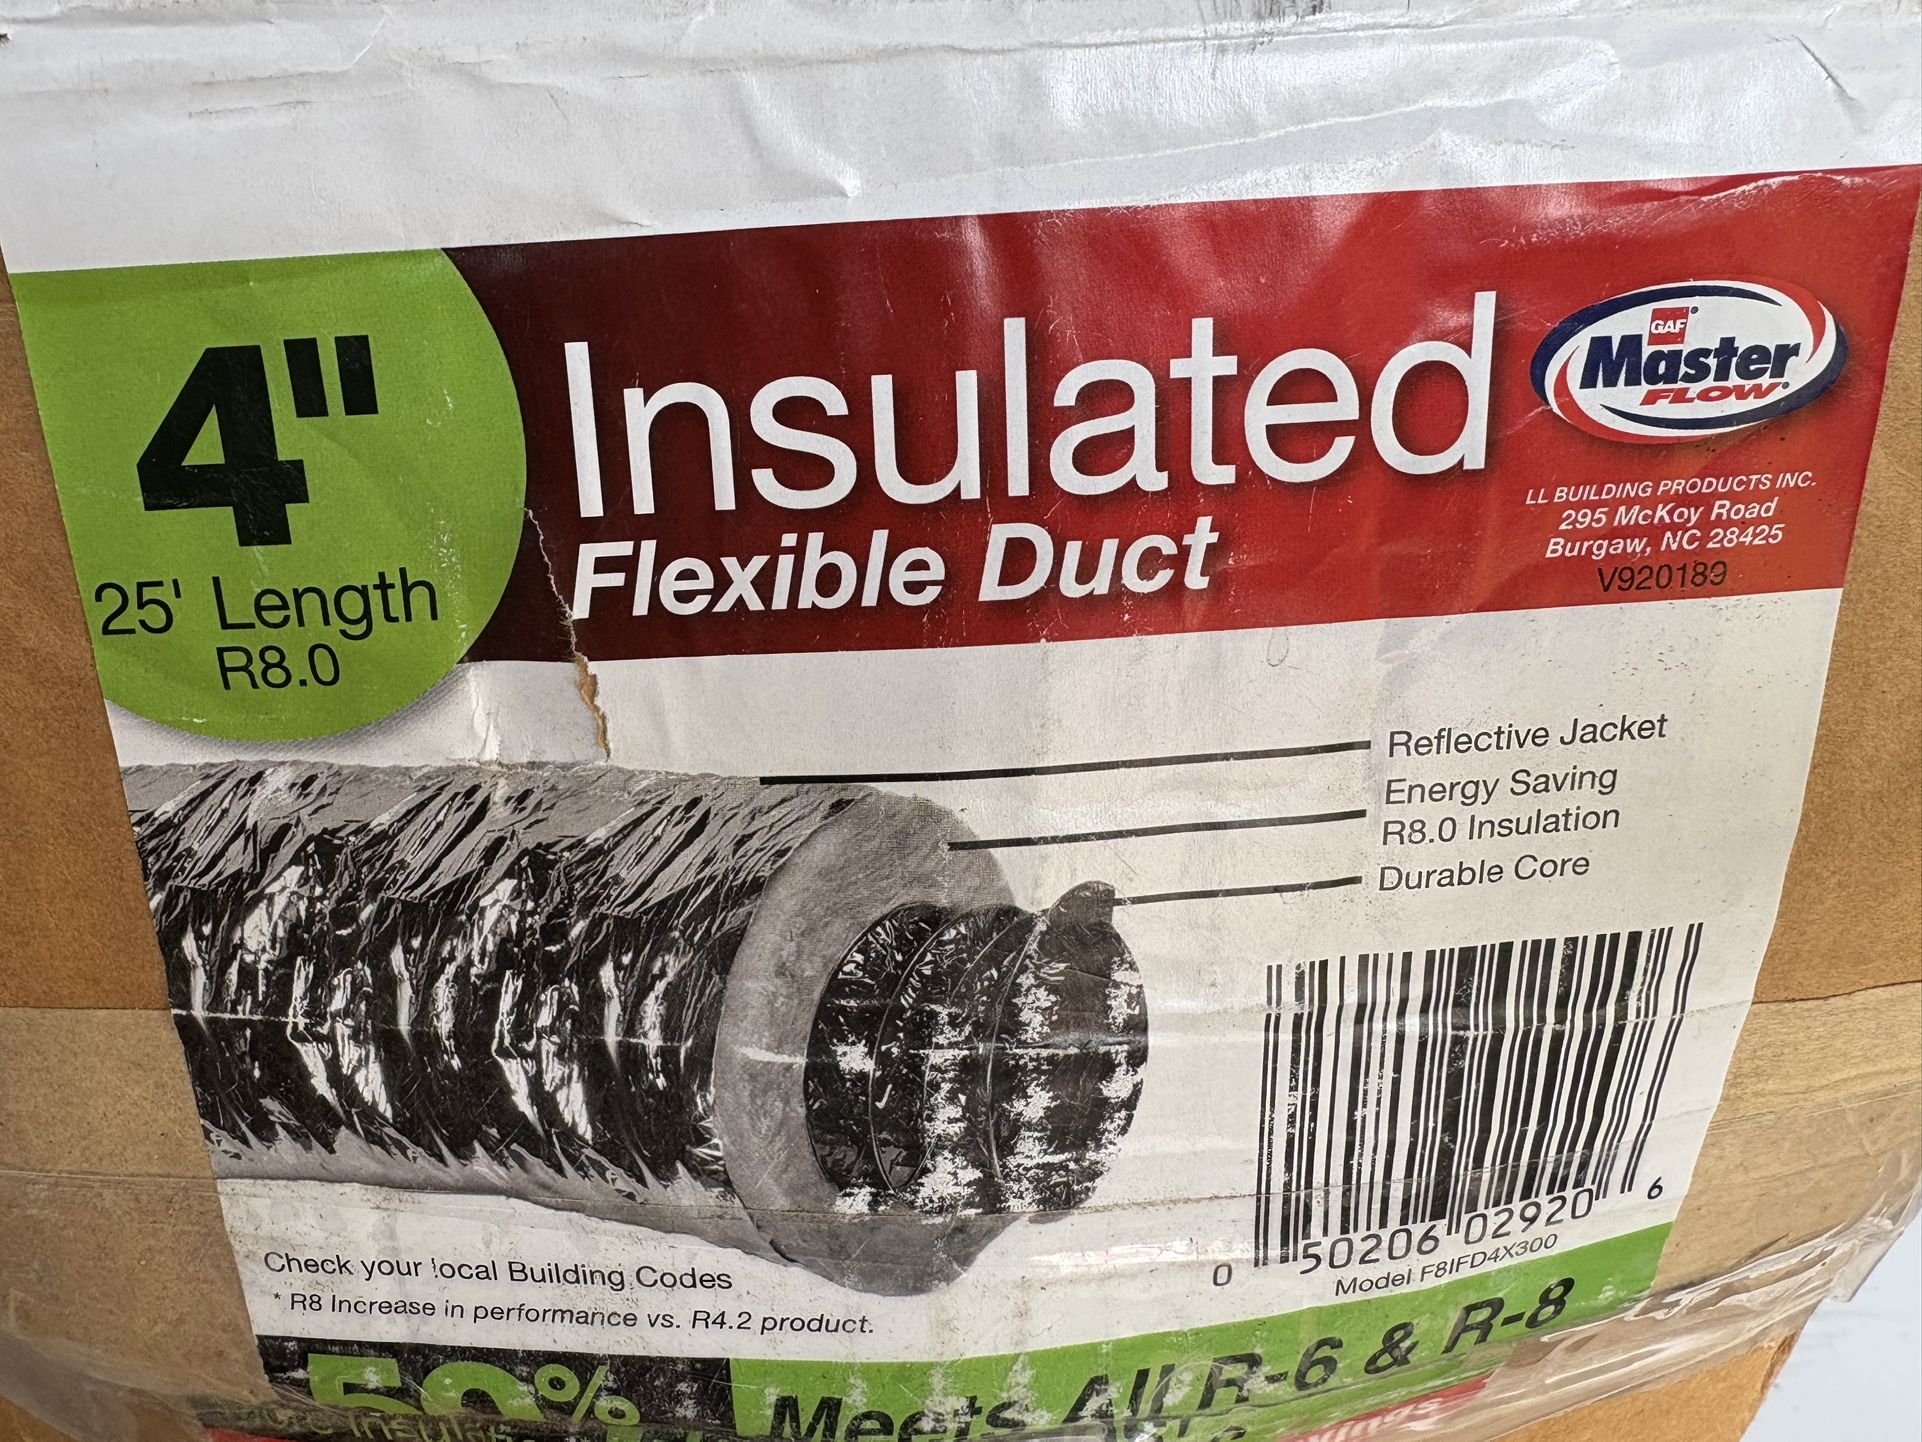 4"
25' Length
R8.0
Insulated
Flexible Duct
GAF
Master
FLOW
LL BUILDING PRODUCTS INC.
295 McKoy Road
Burgaw, NC 28425
V920189
Reflective Jacket
Energy Saving
R8.0 Insulation
Durable Core
0 50206 02920 6
Model F8IFD4X300
Check your local Building Codes
* R8 Increase in performance vs. R4.2 product.
50%
Meets All R-6 & R-8